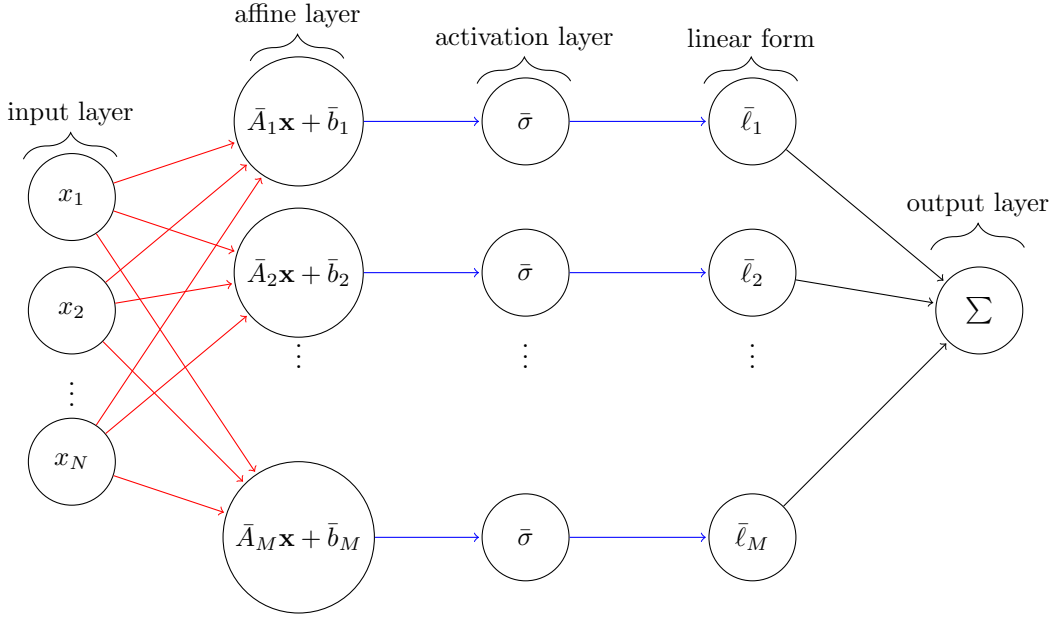 affine layer
activation layer
linear form
input layer
output layer
x₁
x₂
⋮
x_N
Ā₁𝐱 + b̄₁
Ā₂𝐱 + b̄₂
⋮
Ā_M𝐱 + b̄_M
σ̄
σ̄
⋮
σ̄
ℓ̄₁
ℓ̄₂
⋮
ℓ̄_M
∑